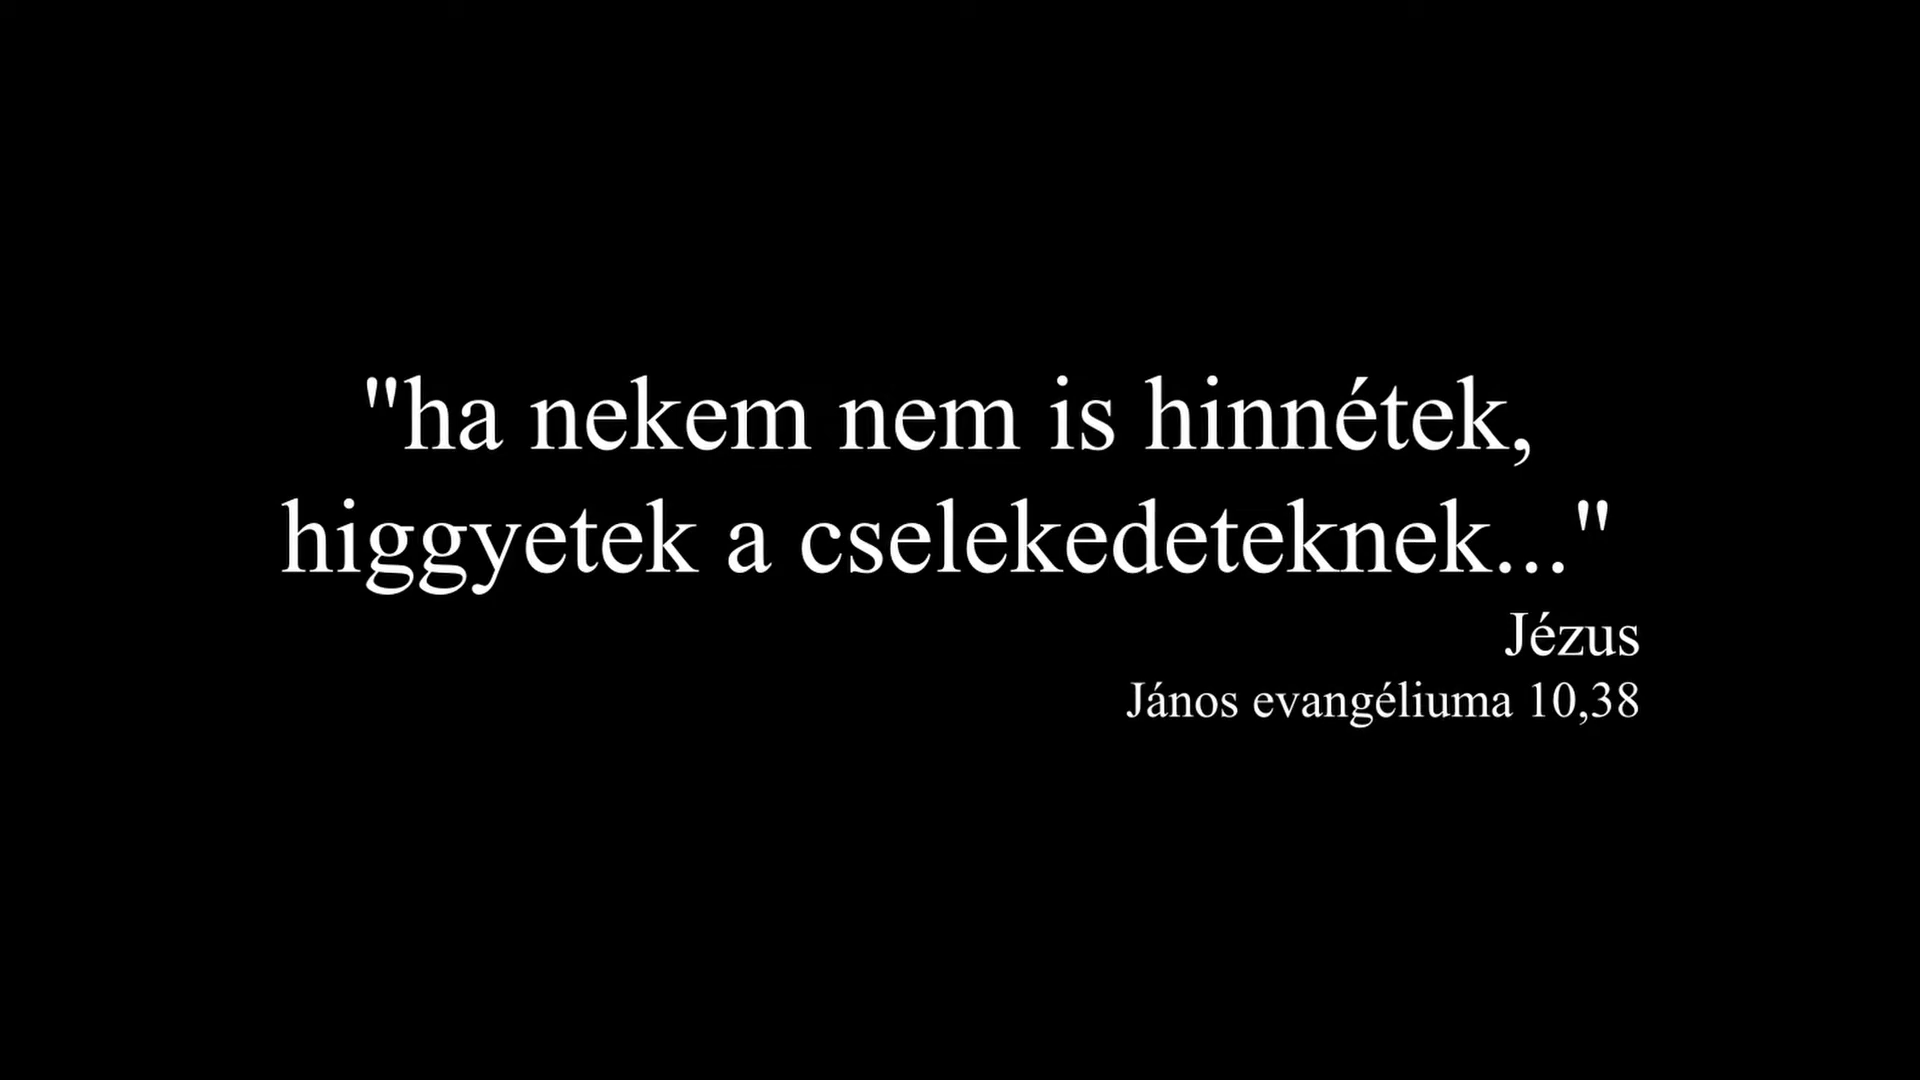 "ha nekem nem is hinnétek,
higgyetek a cselekedeteknek..."
Jézus
János evangéliuma 10,38